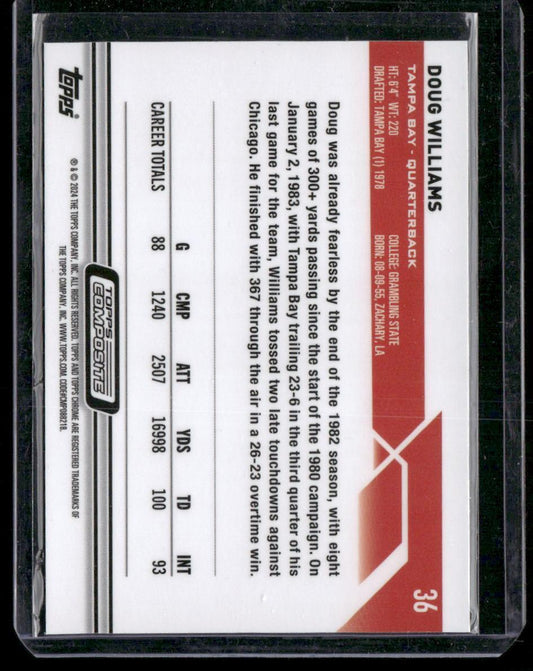 36
DOUG WILLIAMS
TAMPA BAY - QUARTERBACK
HT: 6'4" WT: 220 COLLEGE: GRAMBLING STATE
DRAFTED: TAMPA BAY (1) 1978 BORN: 08-09-55, ZACHARY, LA
Doug was already fearless by the end of the 1982 season, with eight
games of 300+ yards passing since the start of the 1980 campaign. On
January 2, 1983, with Tampa Bay trailing 23-6 in the third quarter of his
last game for the team, Williams tossed two late touchdowns against
Chicago. He finished with 367 through the air in a 26-23 overtime win.
G CMP ATT YDS TD INT
CAREER TOTALS 88 1240 2507 16998 100 93
TOPPS
COMPOSITE
topps®
® & © 2024 THE TOPPS COMPANY, INC. ALL RIGHTS RESERVED. TOPPS AND TOPPS CHROME ARE REGISTERED TRADEMARKS OF
THE TOPPS COMPANY, INC. WWW.TOPPS.COM. CODE#CMP088218.